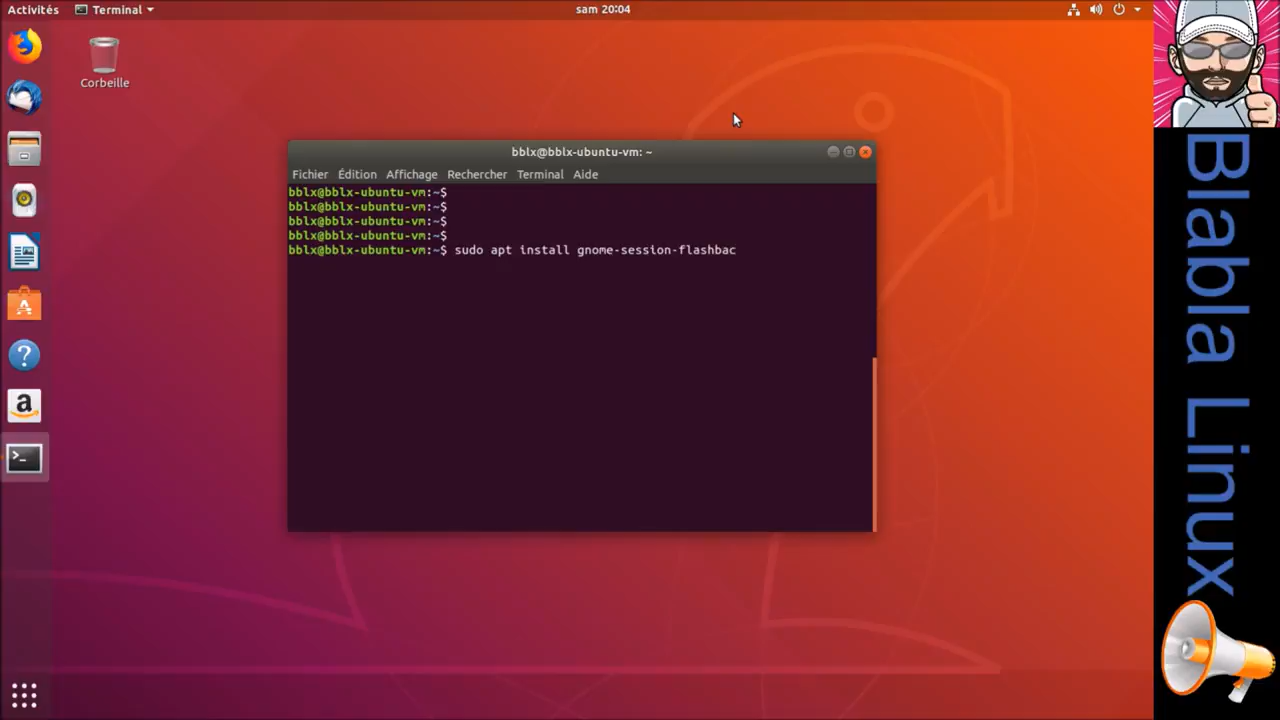 Activités
Terminal
sam 20:04
Corbeille
bblx@bblx-ubuntu-vm: ~
Fichier Édition Affichage Rechercher Terminal Aide
bblx@bblx-ubuntu-vm:~$
bblx@bblx-ubuntu-vm:~$
bblx@bblx-ubuntu-vm:~$
bblx@bblx-ubuntu-vm:~$
bblx@bblx-ubuntu-vm:~$ sudo apt install gnome-session-flashbac
Blabla Linux